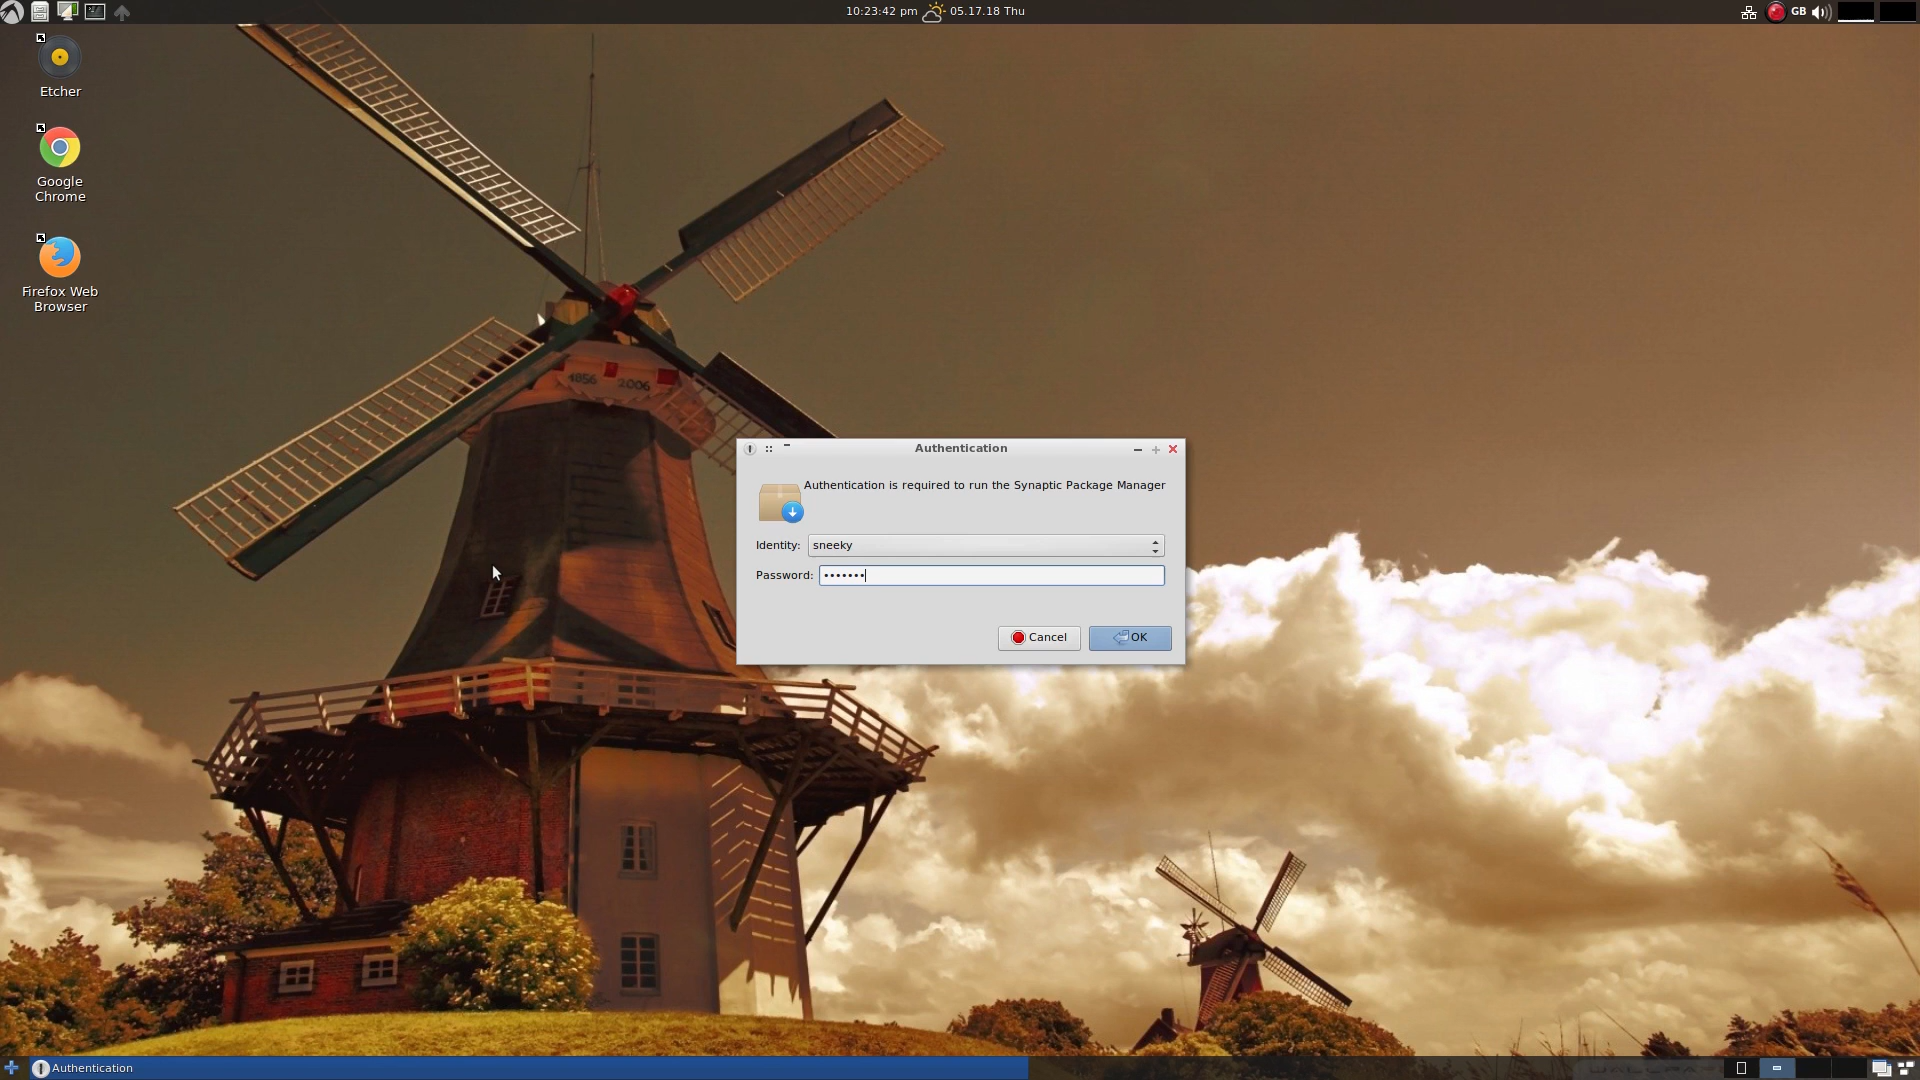 10:23:42 pm 05.17.18 Thu
GB
Etcher
Google
Chrome
Firefox Web
Browser
1856 2006
Authentication
Authentication is required to run the Synaptic Package Manager
Identity: sneeky
Password: •••••••
Cancel OK
Authentication